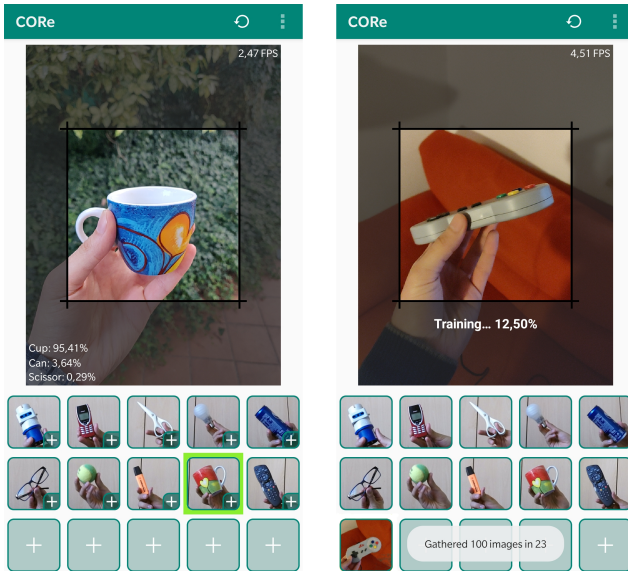 CORe
2,47 FPS
Cup: 95,41%
Can: 3,64%
Scissor: 0,29%
CORe
4,51 FPS
Training... 12,50%
Gathered 100 images in 23